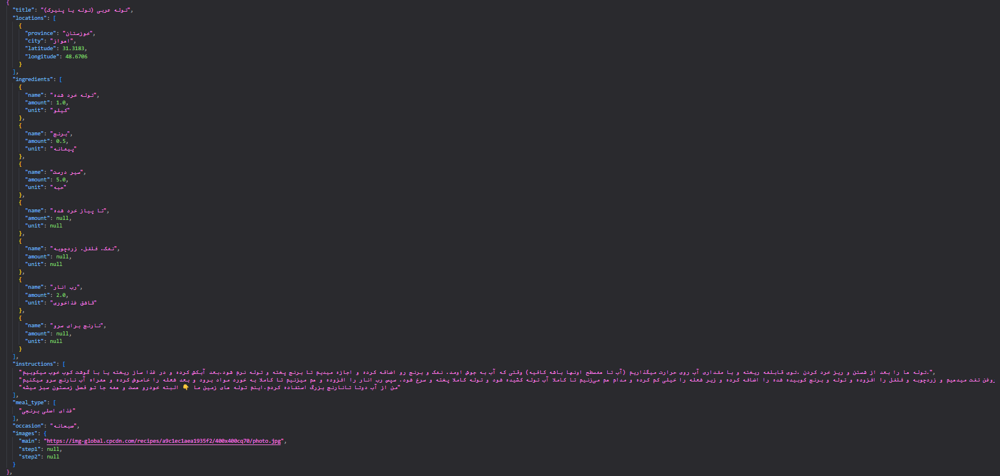 {
"title": "توله عربی (توله یا پنیرک)",
"locations": [
{
"province": "خوزستان",
"city": "اهواز",
"latitude": 31.3183,
"longitude": 48.6706
}
],
"ingredients": [
{
"name": "توله خرد شده",
"amount": 1.0,
"unit": "کیلو"
},
{
"name": "برنج",
"amount": 0.5,
"unit": "پیمانه"
},
{
"name": "سیر درست",
"amount": 5.0,
"unit": "حبه"
},
{
"name": "تا پیاز خرد شده",
"amount": null,
"unit": null
},
{
"name": "نمک، فلفل، زردچوبه",
"amount": null,
"unit": null
},
{
"name": "رب انار",
"amount": 2.0,
"unit": "قاشق غذاخوری"
},
{
"name": "نارنج برای سرو",
"amount": null,
"unit": null
}
],
"instructions": [
"توله ها را بعد از شستن و ریز خرد کردن .توی قابلمه ریخته و با مقداری آب روی حرارت میگذاریم (آب تا همسطح اونها باشه کافیه) وقتی که آب به جوش اومد، نمک و برنج رو اضافه کرده و اجازه میدیم تا برنج پخته و توله نرم شود.بعد آبکش کرده و در غذا ساز ریخته یا با گوشت کوب خوب میکوبیم.",
روغن تفت میدهیم و زردچوبه و فلفل را افزوده و توله و برنج کوبیده شده را اضافه کرده و زیر شعله را خیلی کم کرده و مدام هم می‌زنیم تا کاملا آب توله کشیده شود و توله کاملا پخته و سرخ شود. سپس رب انار را افزوده و هم میزنیم تا کاملا به خورد مواد برود و بعد شعله را خاموش کرده و همراه آب نارنج سرو میکنیم"
"من از آب دوتا تانارنج بزرگ استفاده کردم.اینم توله های زمین ما 👇 البته خودرو هست و همه جا تو فصل زمستون سبز میشه"
],
"meal_type": [
"غذای اصلی برنجی"
],
"occasion": "صبحانه",
"images": {
"main": "https://img-global.cpcdn.com/recipes/a9c1ec1aea1935f2/400x400cq70/photo.jpg",
"step1": null,
"step2": null
}
},